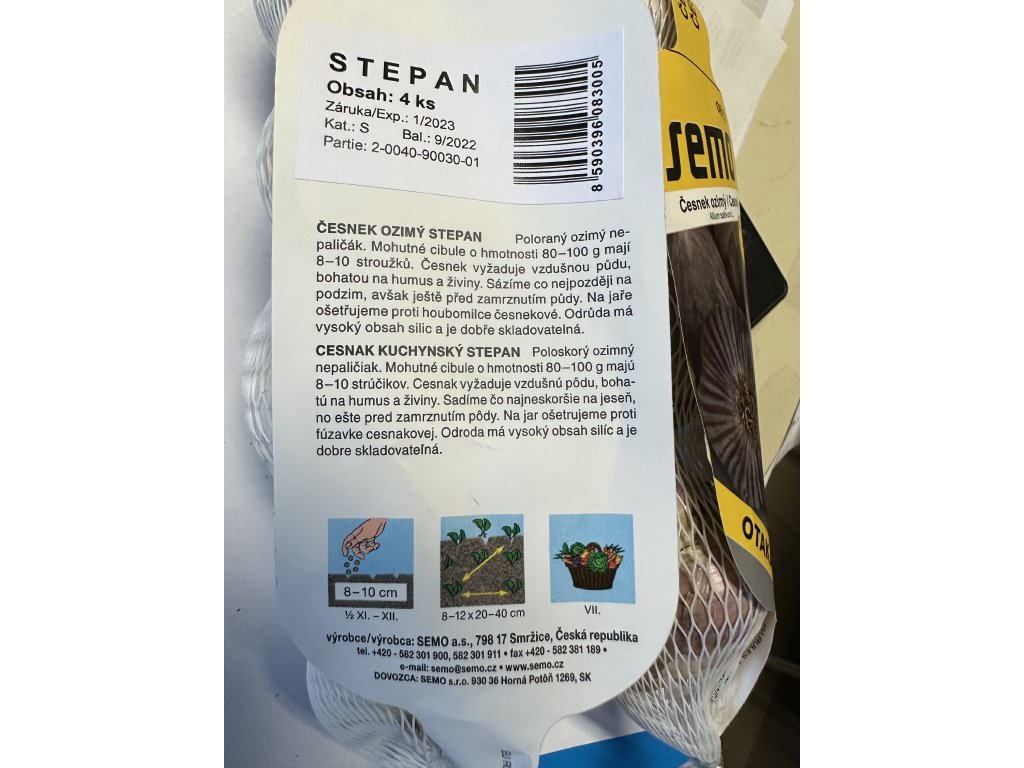 STEPAN
Obsah: 4 ks
Záruka/Exp.: 1/2023
Kat.: S Bal.: 9/2022
Partie: 2-0040-90030-01
8 590396 083005
semo
Česnek ozimý /
ČESNEK OZIMÝ STEPAN Poloraný ozimý ne-
paličák. Mohutné cibule o hmotnosti 80–100 g mají
8–10 stroužků. Česnek vyžaduje vzdušnou půdu,
bohatou na humus a živiny. Sázíme co nejpozději na
podzim, avšak ještě před zamrznutím půdy. Na jaře
ošetřujeme proti houbomilce česnekové. Odrůda má
vysoký obsah silic a je dobře skladovatelná.
CESNAK KUCHYNSKÝ STEPAN Poloskorý ozimný
nepaličiak. Mohutné cibule o hmotnosti 80–100 g majú
8–10 strúčikov. Cesnak vyžaduje vzdušnú pôdu, boha-
tú na humus a živiny. Sadíme čo najneskoršie na jeseň,
no ešte pred zamrznutím pôdy. Na jar ošetrujeme proti
fúzavke cesnakovej. Odroda má vysoký obsah silíc a je
dobre skladovateľná.
8–10 cm
½ XI. – XII.
8–12 x 20–40 cm
VII.
OTA
výrobce/výrobca: SEMO a.s., 798 17 Smržice, Česká republika
tel. +420 - 582 301 900, 582 301 911 • fax +420 - 582 381 189 •
e-mail: semo@semo.cz • www.semo.cz
DOVOZCA: SEMO s.r.o. 930 36 Horná Potôň 1269, SK